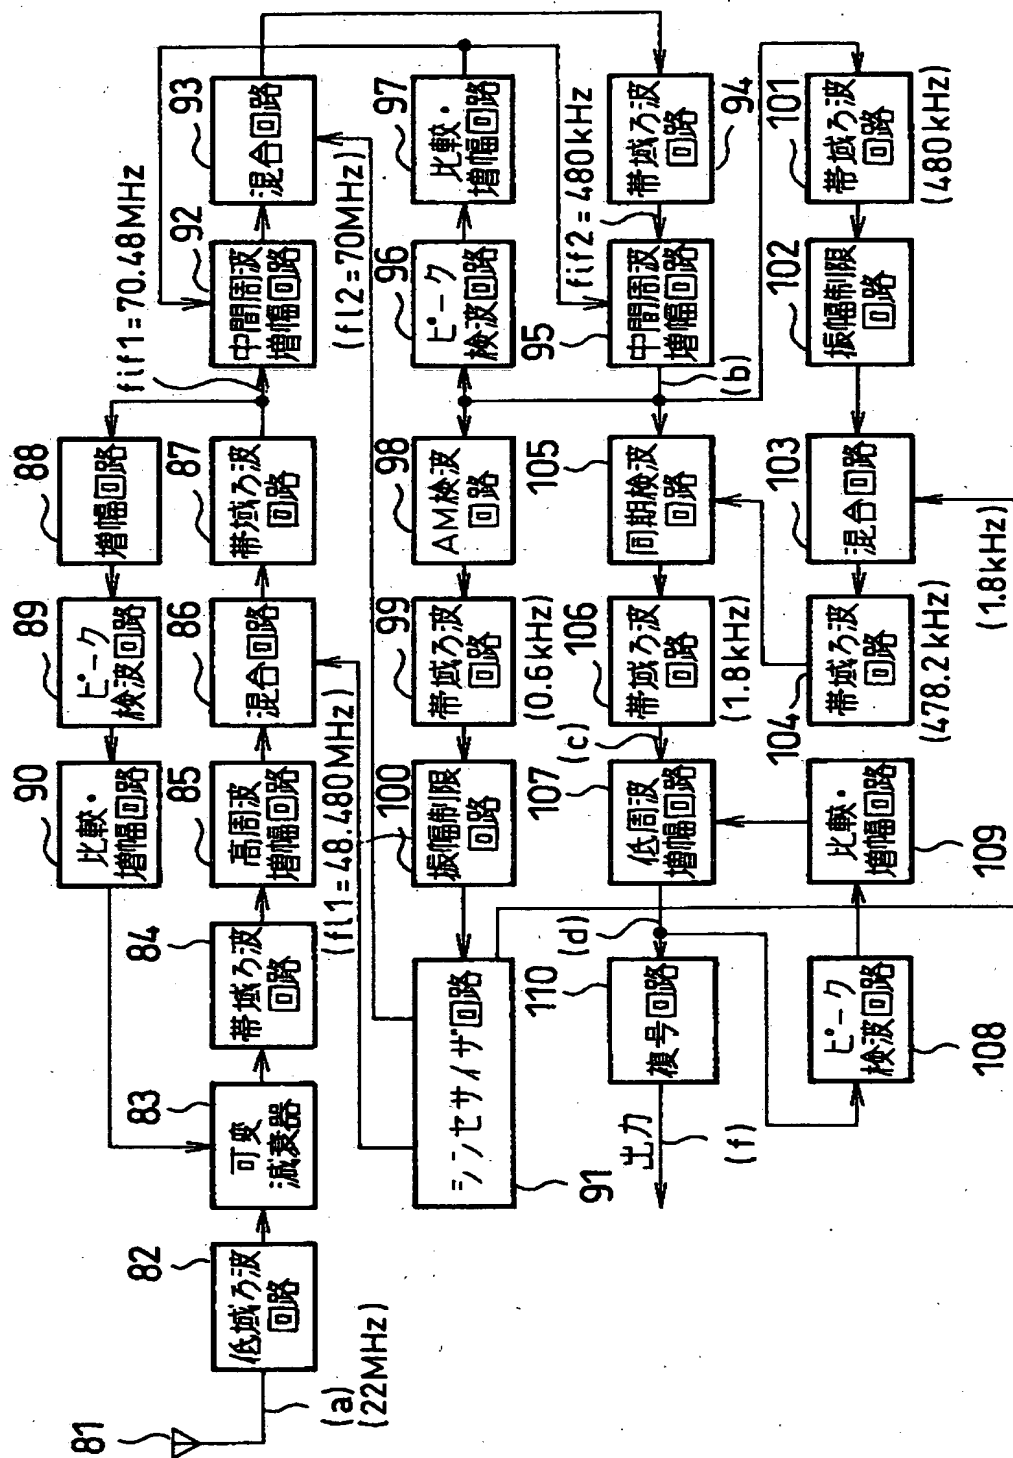 81
(a)
(22MHz)
82
低域ろ波
回路
83
可変
減衰器
84
帯域ろ波
回路
85
高周波
増幅回路
86
混合回路
87
帯域ろ波
回路
88
増幅回路
89
ピーク
検波回路
90
比較・
増幅回路
fif1=70.48MHz
92
中間周波
増幅回路
93
混合回路
(fl1=48.480MHz)
(fl2=70MHz)
91
シンセサイザ回路
100
振幅制限
回路
99
帯域ろ波
回路
(0.6kHz)
98
AM検波
回路
96
ピーク
検波回路
97
比較・
増幅回路
fif2=480kHz
94
帯域ろ波
回路
95
中間周波
増幅回路
(b)
105
同期検波
回路
106
帯域ろ波
回路
(1.8kHz)
(c)
107
低周波
増幅回路
(d)
110
複号回路
出力
(f)
108
ピーク
検波回路
109
比較・
増幅回路
104
帯域ろ波
回路
(478.2kHz)
103
混合回路
(1.8kHz)
102
振幅制限
回路
101
帯域ろ波
回路
(480kHz)